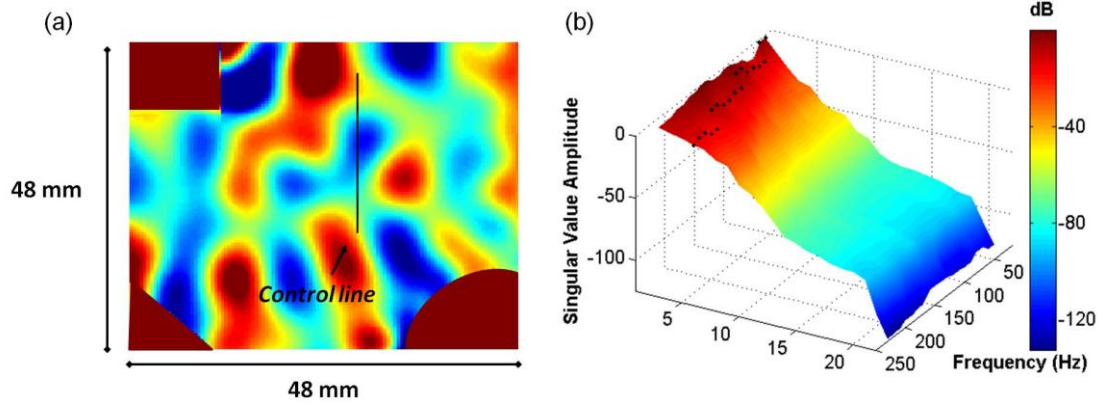 (a)
48 mm
Control line
48 mm
(b)
dB
Singular Value Amplitude
0
-50
-100
5
10
15
20
50
100
150
200
250
Frequency (Hz)
-40
-80
-120